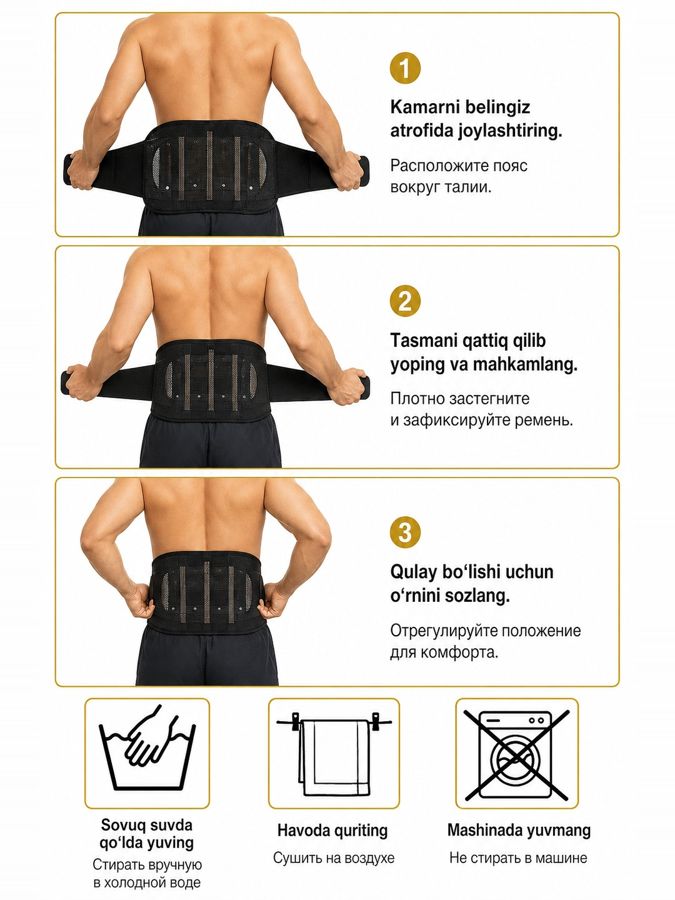 1
Kamarni belingiz
atrofida joylashtiring.
Расположите пояс
вокруг талии.
2
Tasmani qattiq qilib
yoping va mahkamlang.
Плотно застегните
и зафиксируйте ремень.
3
Qulay bo‘lishi uchun
o‘rnini sozlang.
Отрегулируйте положение
для комфорта.
Sovuq suvda
qo‘lda yuving
Стирать вручную
в холодной воде
Havoda quriting
Сушить на воздухе
Mashinada yuvmang
Не стирать в машине